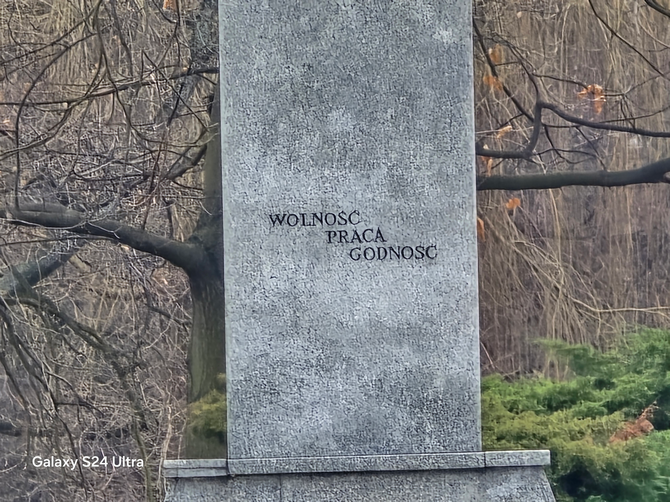 WOLNOŚĆ
PRACA
GODNOŚĆ
Galaxy S24 Ultra